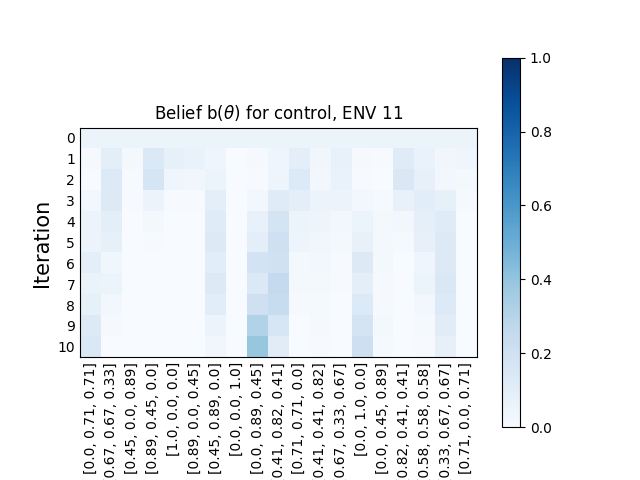 Belief b(θ) for control, ENV 11
1.0
0.8
0.6
0.4
0.2
0.0
Iteration
0
1
2
3
4
5
6
7
8
9
10
[0.0, 0.71, 0.71]
0.67, 0.67, 0.33]
[0.45, 0.0, 0.89]
[0.89, 0.45, 0.0]
[1.0, 0.0, 0.0]
[0.89, 0.0, 0.45]
[0.45, 0.89, 0.0]
[0.0, 0.0, 1.0]
[0.0, 0.89, 0.45]
0.41, 0.82, 0.41]
[0.71, 0.71, 0.0]
0.41, 0.41, 0.82]
0.67, 0.33, 0.67]
[0.0, 1.0, 0.0]
[0.0, 0.45, 0.89]
0.82, 0.41, 0.41]
0.58, 0.58, 0.58]
0.33, 0.67, 0.67]
[0.71, 0.0, 0.71]